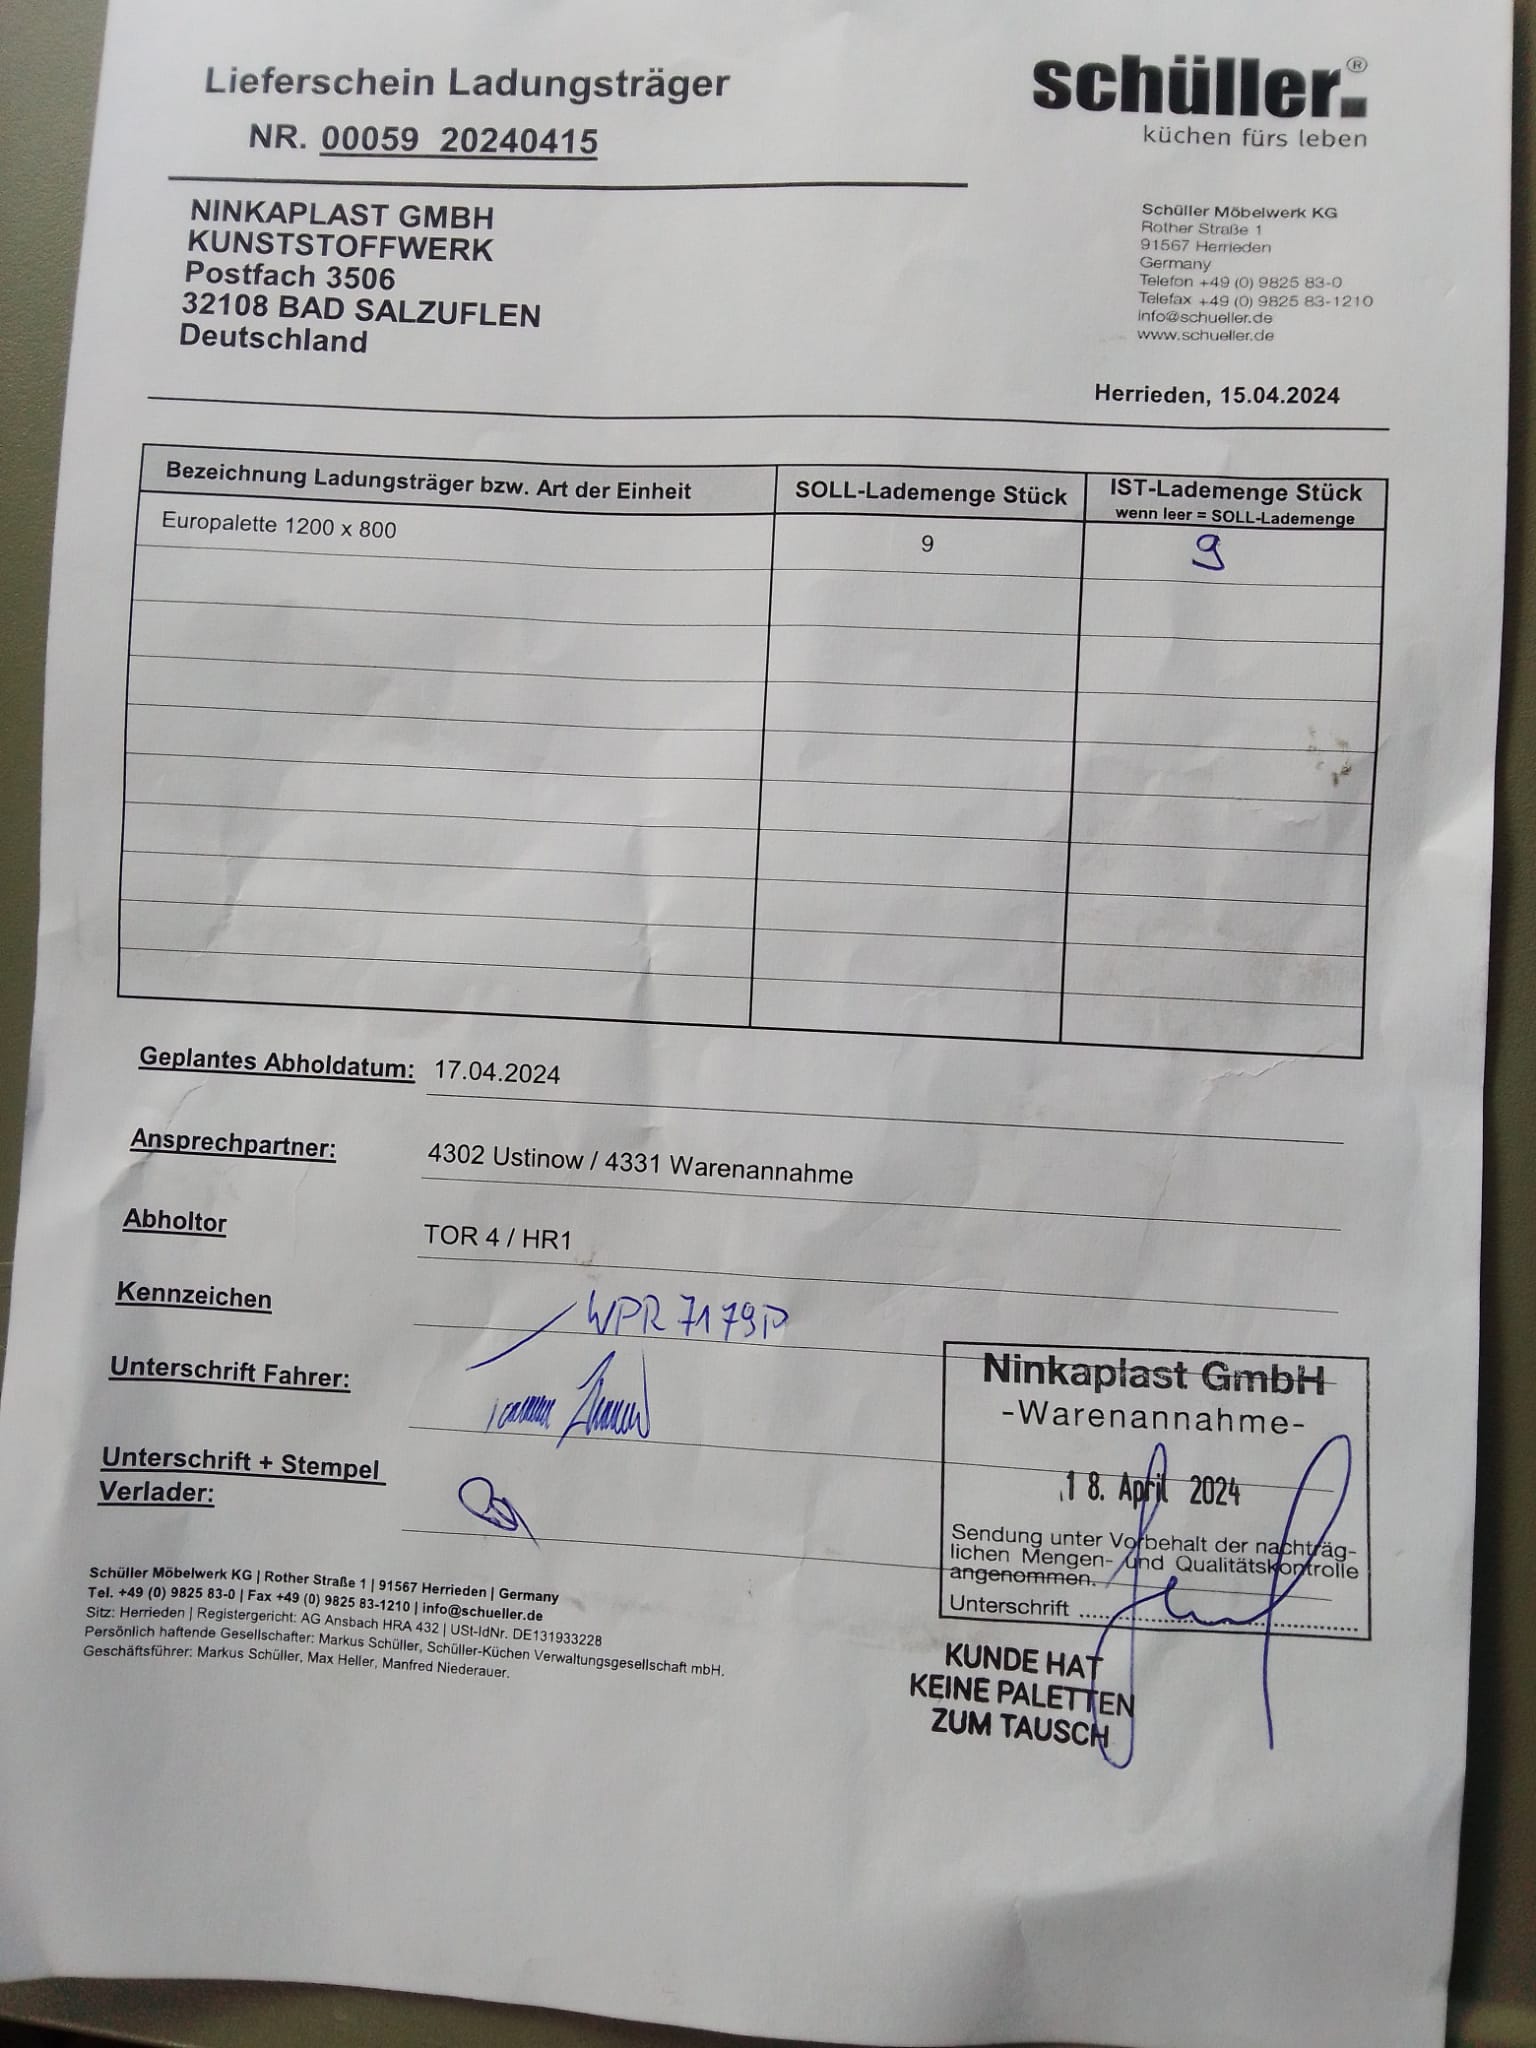 Lieferschein Ladungsträger
NR. 00059 20240415
schüller.®
küchen fürs leben
NINKAPLAST GMBH
KUNSTSTOFFWERK
Postfach 3506
32108 BAD SALZUFLEN
Deutschland
Schüller Möbelwerk KG
Rother Straße 1
91567 Herrieden
Germany
Telefon +49 (0) 9825 83-0
Telefax +49 (0) 9825 83-1210
info@schueller.de
www.schueller.de
Herrieden, 15.04.2024
Bezeichnung Ladungsträger bzw. Art der Einheit SOLL-Lademenge Stück IST-Lademenge Stück
wenn leer = SOLL-Lademenge
Europalette 1200 x 800 9 9
Geplantes Abholdatum: 17.04.2024
Ansprechpartner: 4302 Ustinow / 4331 Warenannahme
Abholtor TOR 4 / HR1
Kennzeichen WPR 7179P
Unterschrift Fahrer:
Unterschrift + Stempel
Verlader:
Ninkaplast GmbH
-Warenannahme-
18. April 2024
Sendung unter Vorbehalt der nachträg-
lichen Mengen- und Qualitätskontrolle
angenommen.
Unterschrift
KUNDE HAT
KEINE PALETTEN
ZUM TAUSCH
Schüller Möbelwerk KG | Rother Straße 1 | 91567 Herrieden | Germany
Tel. +49 (0) 9825 83-0 | Fax +49 (0) 9825 83-1210 | info@schueller.de
Sitz: Herrieden | Registergericht: AG Ansbach HRA 432 | USt-IdNr. DE131933228
Persönlich haftende Gesellschafter: Markus Schüller, Schüller-Küchen Verwaltungsgesellschaft mbH.
Geschäftsführer: Markus Schüller, Max Heller, Manfred Niederauer.